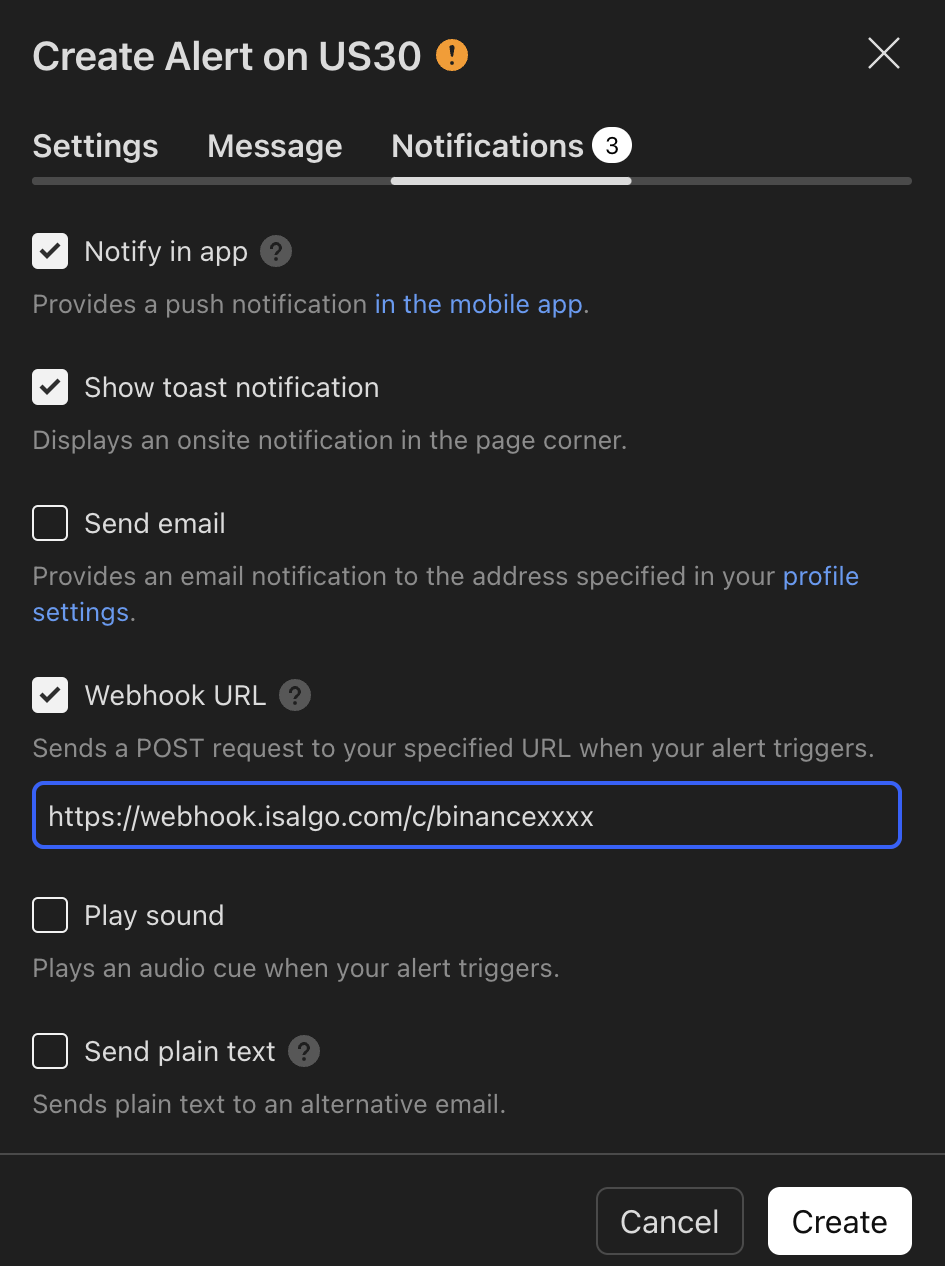 Create Alert on US30 !
Settings Message Notifications 3
Notify in app ?
Provides a push notification in the mobile app.
Show toast notification
Displays an onsite notification in the page corner.
Send email
Provides an email notification to the address specified in your profile
settings.
Webhook URL ?
Sends a POST request to your specified URL when your alert triggers.
https://webhook.isalgo.com/c/binancexxxx
Play sound
Plays an audio cue when your alert triggers.
Send plain text ?
Sends plain text to an alternative email.
Cancel Create